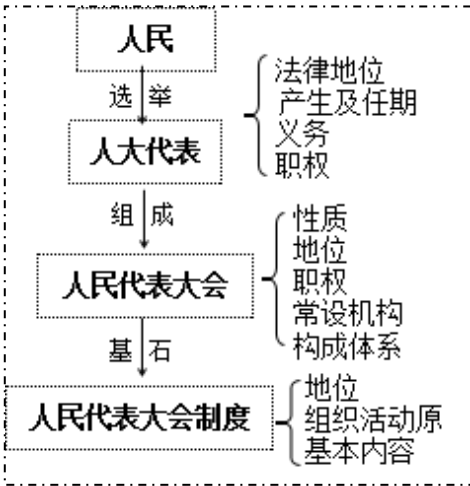 人民
选举
人大代表
法律地位
产生及任期
义务
职权
组成
人民代表大会
性质
地位
职权
常设机构
构成体系
基石
人民代表大会制度
地位
组织活动原
基本内容